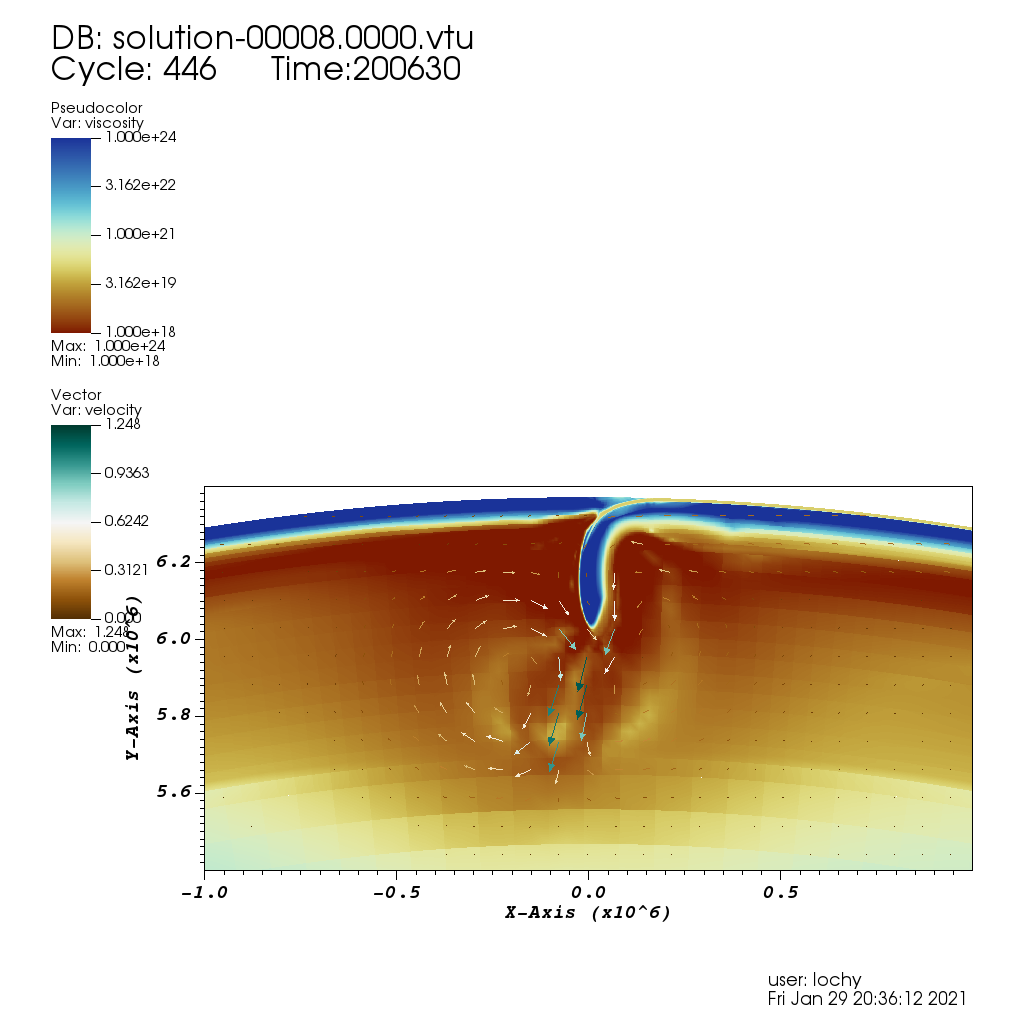 DB: solution-00008.0000.vtu
Cycle: 446 Time:200630
Pseudocolor
Var: viscosity
1.000e+24
3.162e+22
1.000e+21
3.162e+19
1.000e+18
Max: 1.000e+24
Min: 1.000e+18
Vector
Var: velocity
1.248
0.9363
0.6242
0.3121
0.000
Max: 1.248
Min: 0.000
Y-Axis (x10^6)
6.2
6.0
5.8
5.6
-1.0 -0.5 0.0 0.5
X-Axis (x10^6)
user: lochy
Fri Jan 29 20:36:12 2021